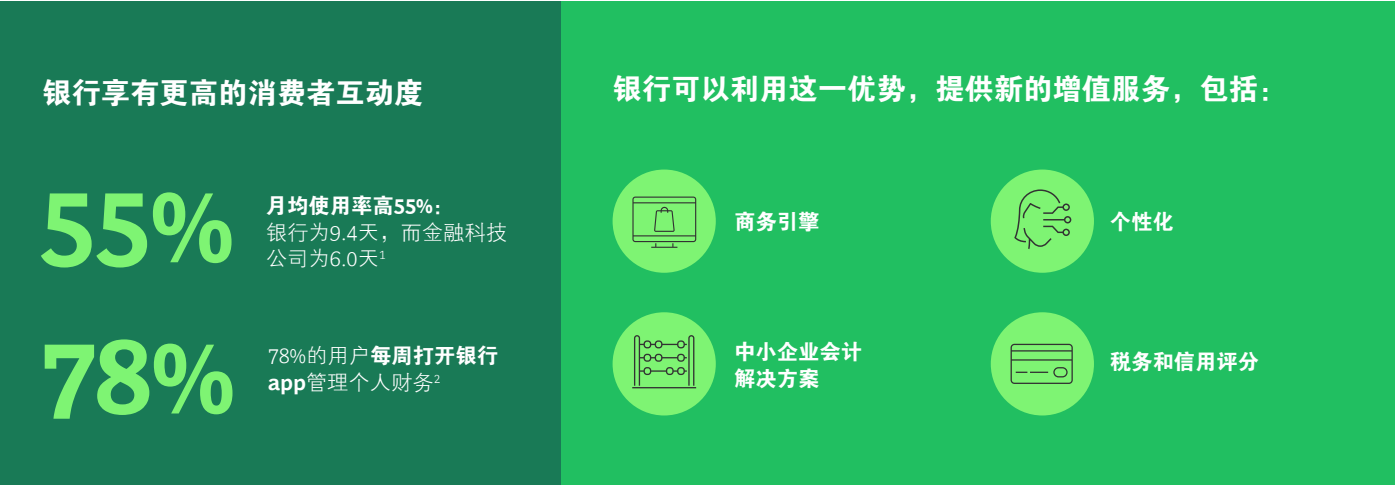 银行享有更高的消费者互动度
55%
月均使用率高55%:
银行为9.4天，而金融科技
公司为6.0天1
78%
78%的用户每周打开银行
app管理个人财务2
银行可以利用这一优势，提供新的增值服务，包括:
商务引擎
个性化
中小企业会计
解决方案
税务和信用评分